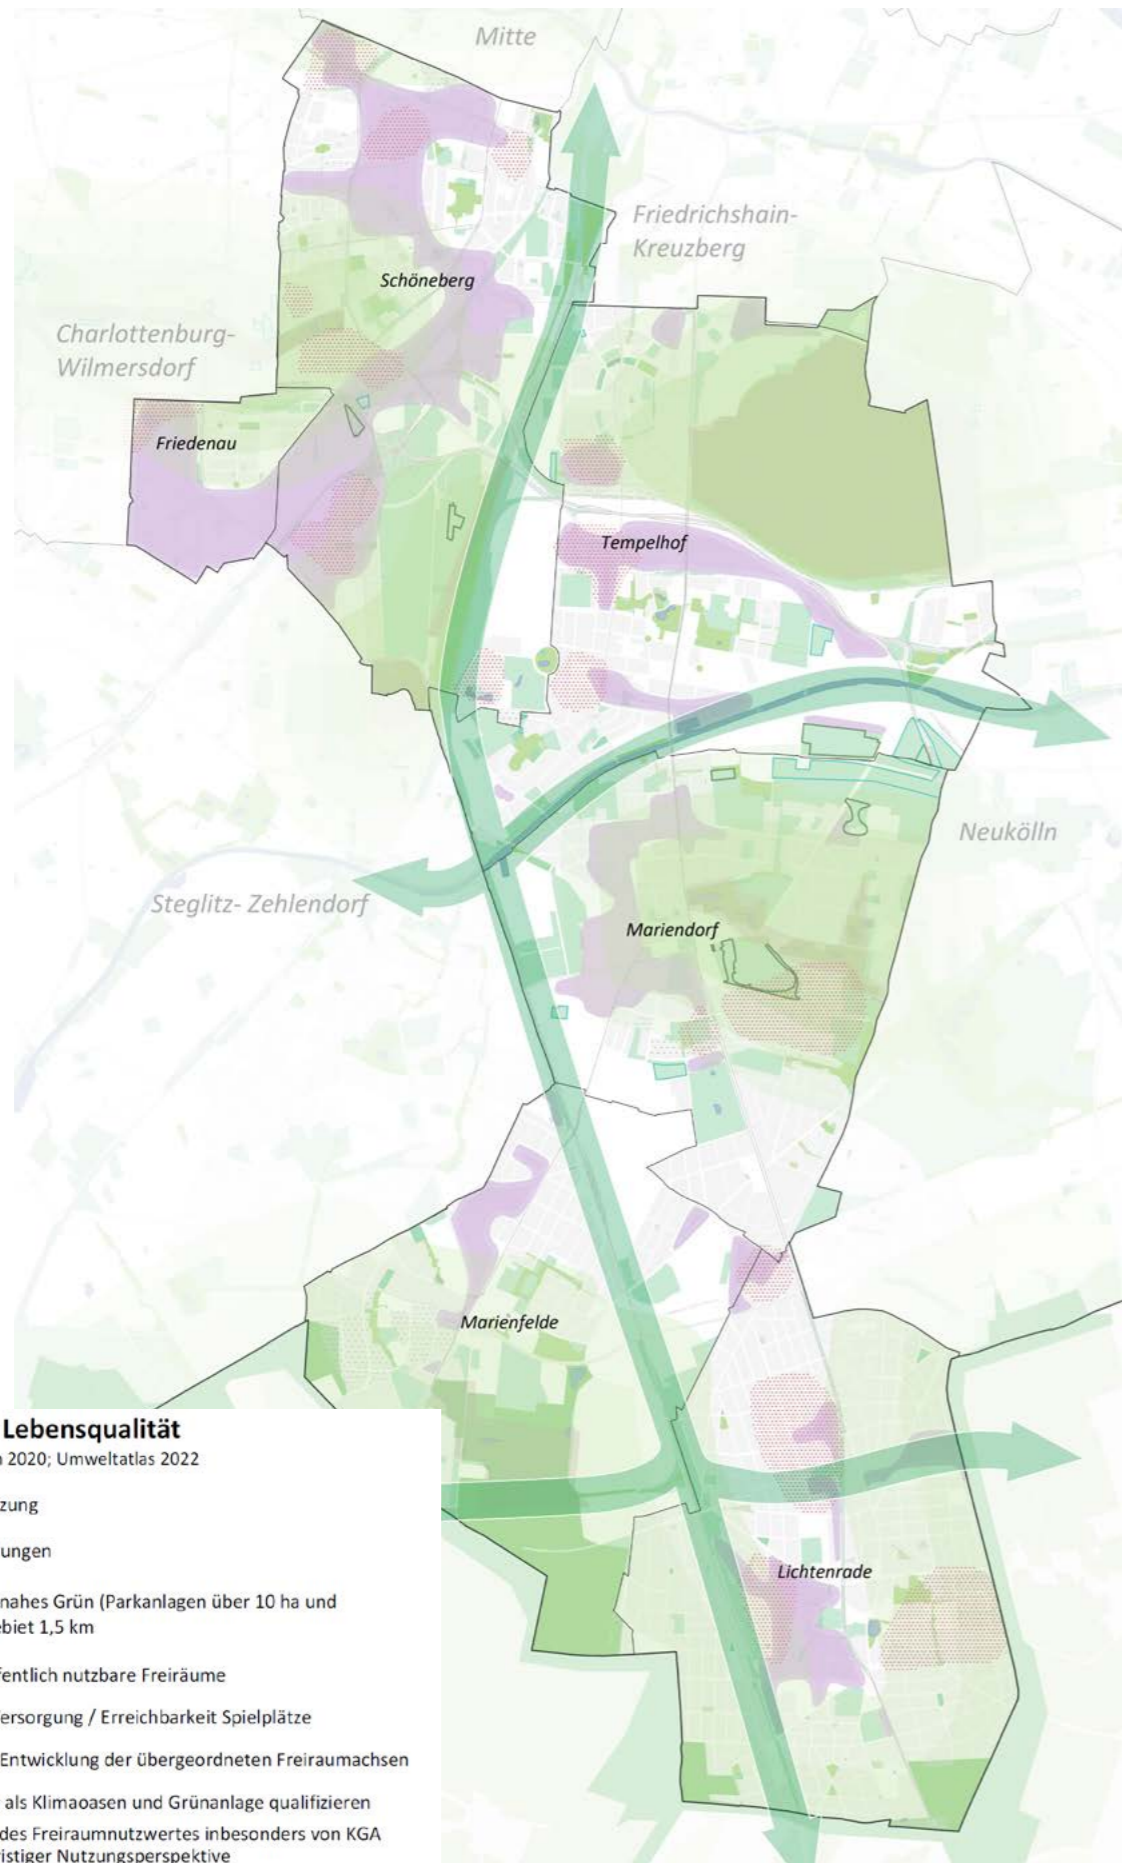 Mitte
Friedrichshain-
Kreuzberg
Schöneberg
Charlottenburg-
Wilmersdorf
Friedenau
Tempelhof
Neukölln
Steglitz- Zehlendorf
Mariendorf
Marienfelde
Lebensqualität
2020; Umweltatlas 2022
zung
ungen
nahes Grün (Parkanlagen über 10 ha und
ebiet 1,5 km
fentlich nutzbare Freiräume
ersorgung / Erreichbarkeit Spielplätze
Entwicklung der übergeordneten Freiraumachsen
als Klimaoasen und Grünanlage qualifizieren
des Freiraumnutzwertes inbesonders von KGA
ristiger Nutzungsperspektive
Lichtenrade